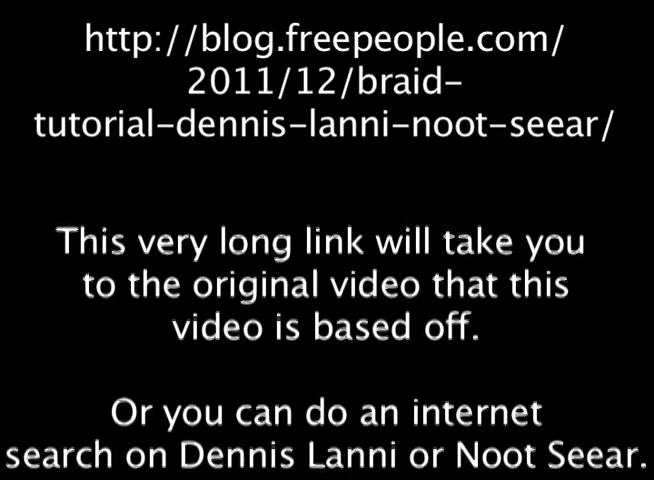 http://blog.freepeople.com/
2011/12/braid-
tutorial-dennis-lanni-noot-seear/
This very long link will take you
to the original video that this
video is based off.
Or you can do an internet
search on Dennis Lanni or Noot Seear.